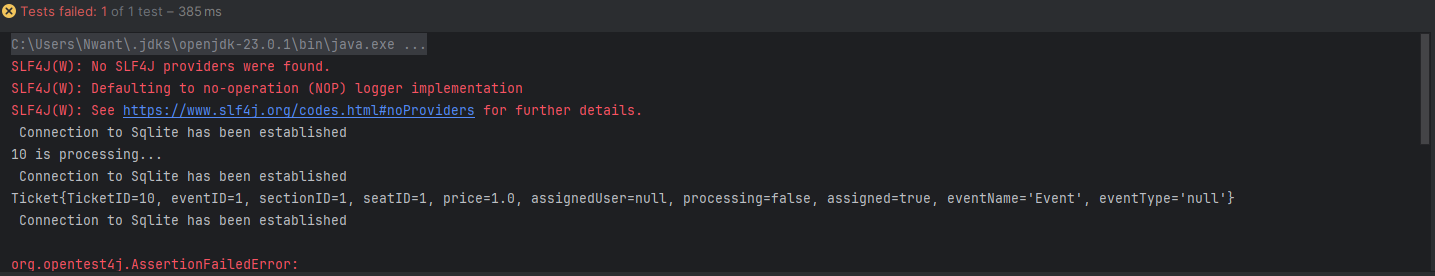 Tests failed: 1 of 1 test – 385 ms
C:\Users\Nwant\.jdks\openjdk-23.0.1\bin\java.exe ...
SLF4J(W): No SLF4J providers were found.
SLF4J(W): Defaulting to no-operation (NOP) logger implementation
SLF4J(W): See https://www.slf4j.org/codes.html#noProviders for further details.
Connection to Sqlite has been established
10 is processing...
Connection to Sqlite has been established
Ticket{TicketID=10, eventID=1, sectionID=1, seatID=1, price=1.0, assignedUser=null, processing=false, assigned=true, eventName='Event', eventType='null'}
Connection to Sqlite has been established
org.opentest4j.AssertionFailedError: